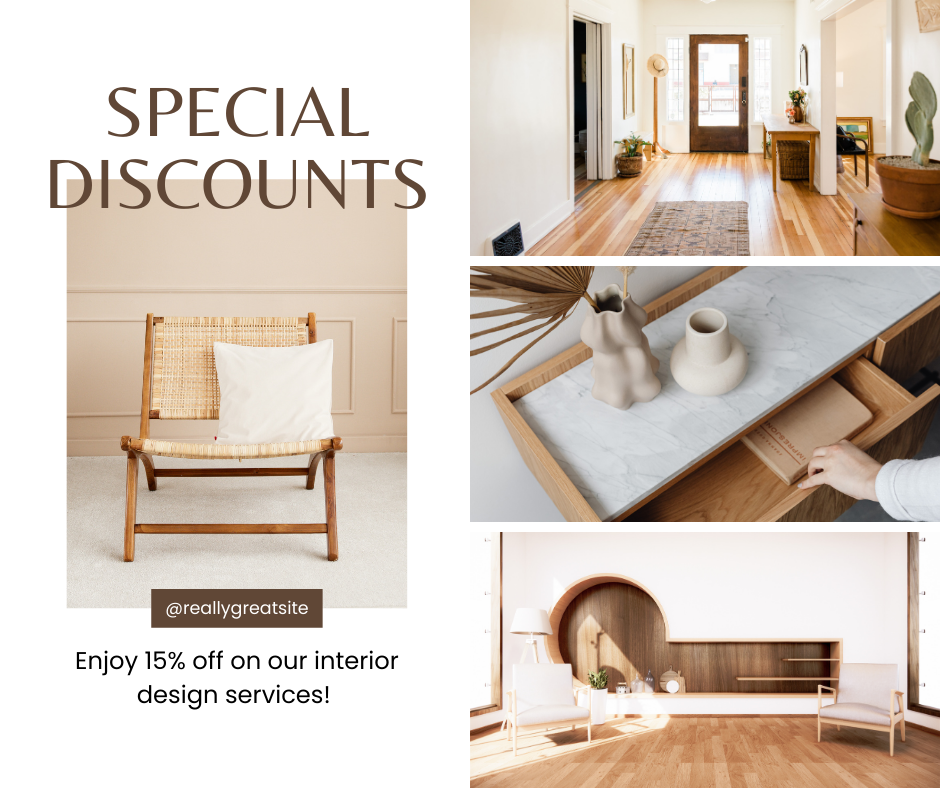 SPECIAL
DISCOUNTS
@reallygreatsite
Enjoy 15% off on our interior
design services!